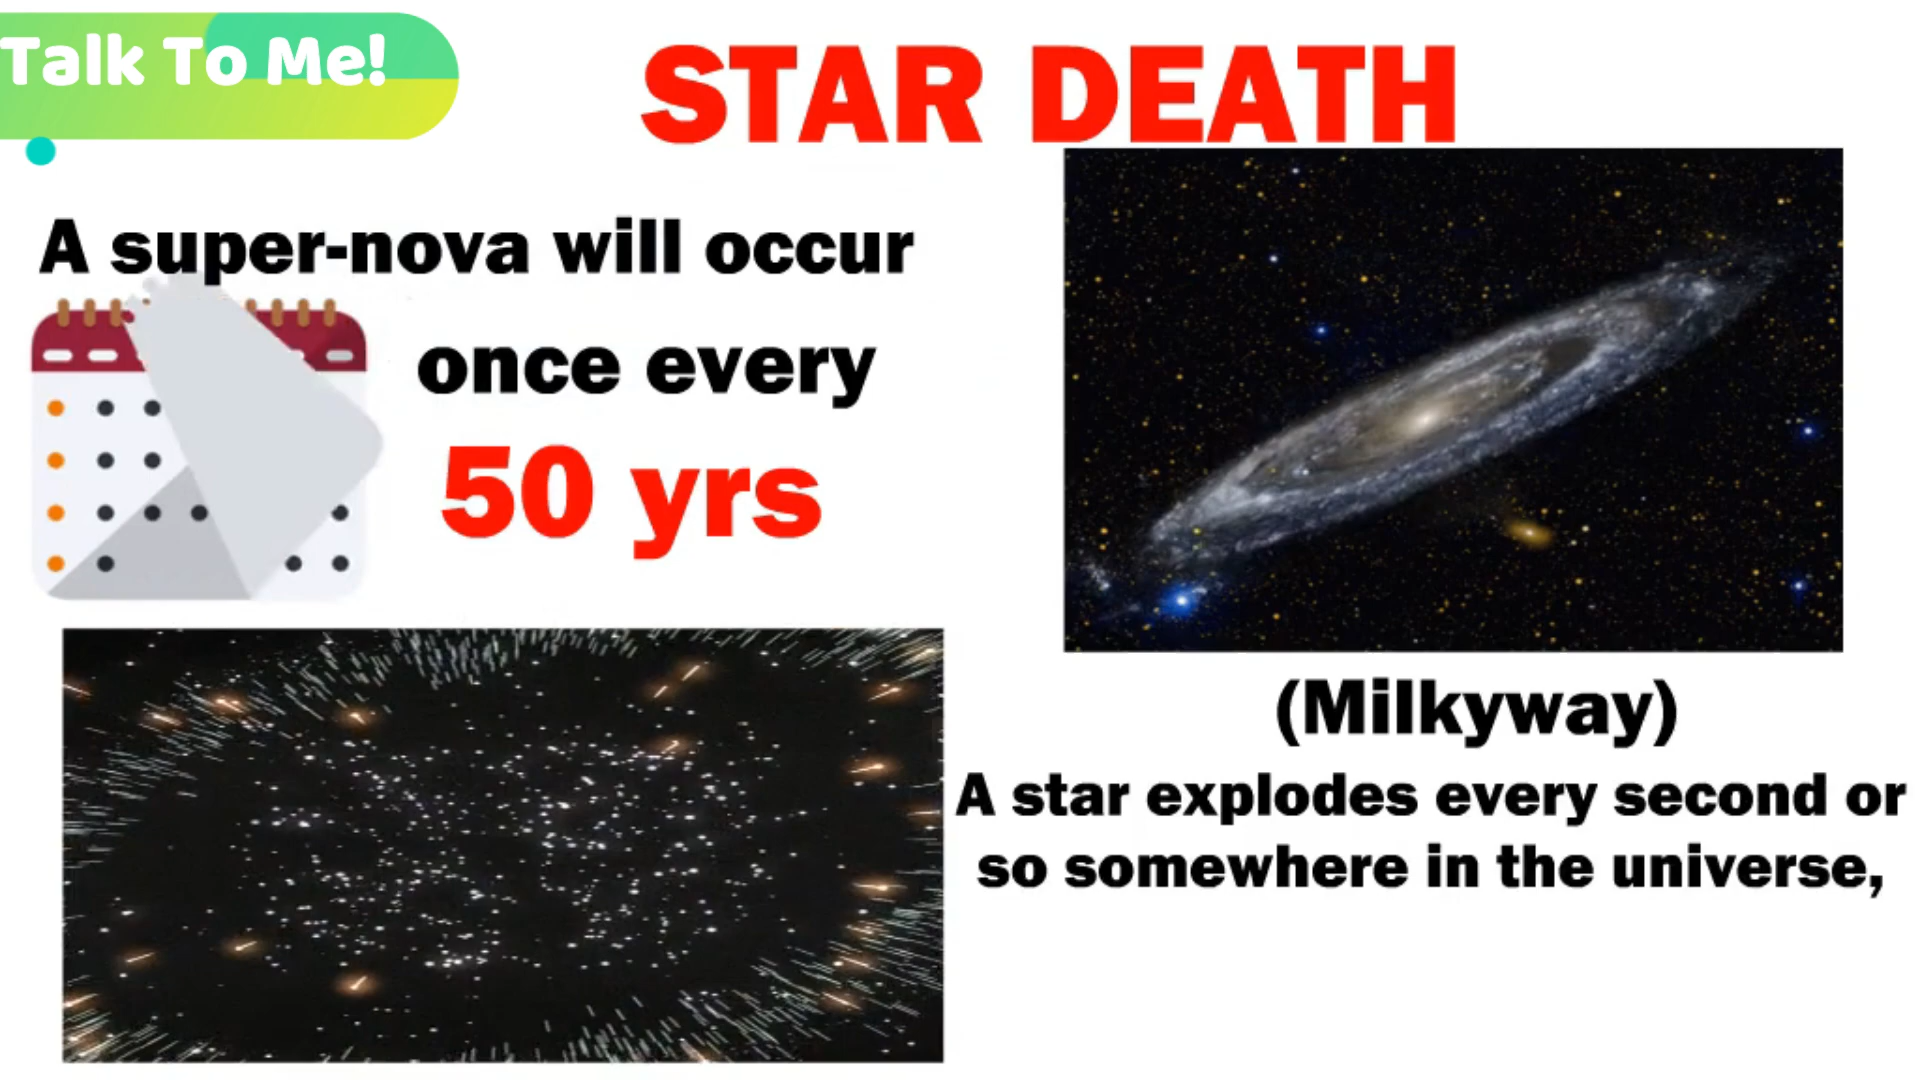 Talk To Me!
STAR DEATH
A super-nova will occur
once every
50 yrs
(Milkyway)
A star explodes every second or
so somewhere in the universe,